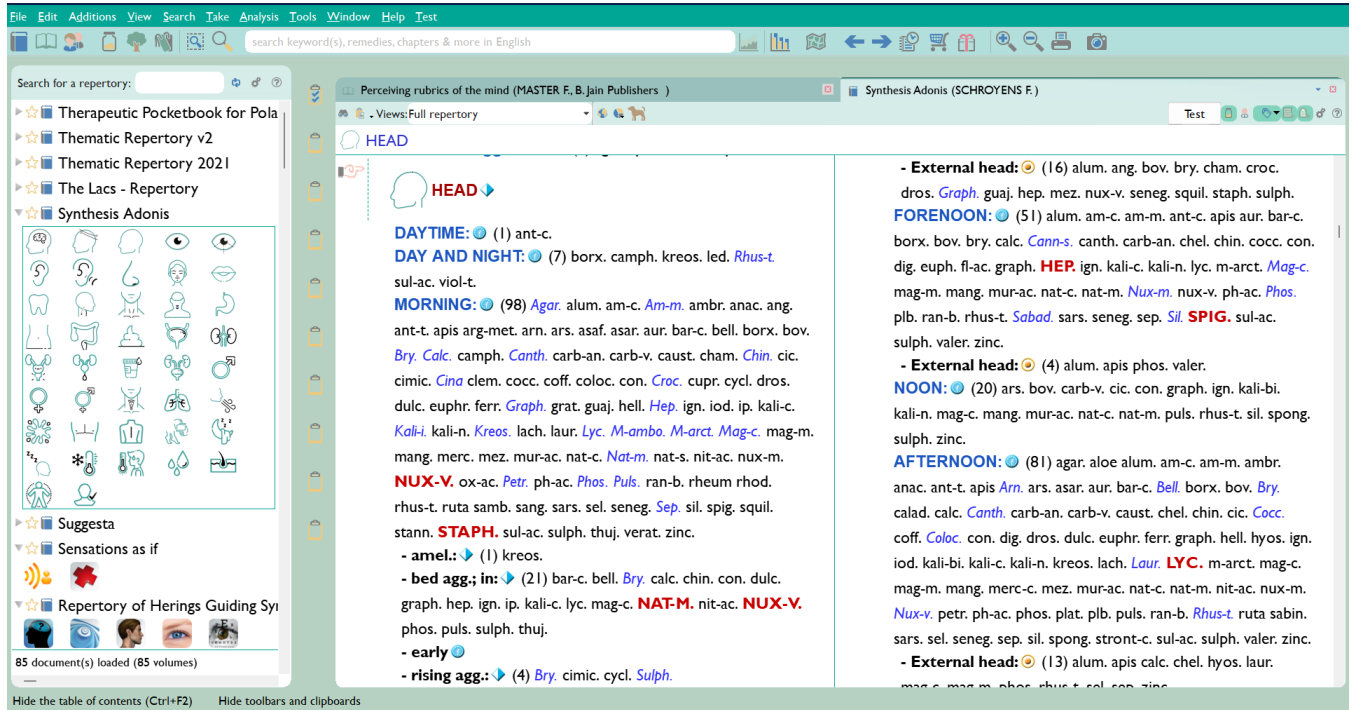 File Edit Additions View Search Take Analysis Tools Window Help Test
search keyword(s), remedies, chapters & more in English
Search for a repertory:
Therapeutic Pocketbook for Pola
Thematic Repertory v2
Thematic Repertory 2021
The Lacs - Repertory
Synthesis Adonis
Suggesta
Sensations as if
Repertory of Herings Guiding Syı
85 document(s) loaded (85 volumes)
Hide the table of contents (Ctrl+F2) Hide toolbars and clipboards
Perceiving rubrics of the mind (MASTER F., B. Jain Publishers )
Synthesis Adonis (SCHROYENS F.)
Views: Full repertory
Test
HEAD
HEAD
DAYTIME: (1) ant-c.
DAY AND NIGHT: (7) borx. camph. kreos. led. Rhus-t.
sul-ac. viol-t.
MORNING: (98) Agar. alum. am-c. Am-m. ambr. anac. ang.
ant-t. apis arg-met. arn. ars. asaf. asar. aur. bar-c. bell. borx. bov.
Bry. Calc. camph. Canth. carb-an. carb-v. caust. cham. Chin. cic.
cimic. Cina clem. cocc. coff. coloc. con. Croc. cupr. cycl. dros.
dulc. euphr. ferr. Graph. grat. guaj. hell. Hep. ign. iod. ip. kali-c.
Kali-i. kali-n. Kreos. lach. laur. Lyc. M-ambo. M-arct. Mag-c. mag-m.
mang. merc. mez. mur-ac. nat-c. Nat-m. nat-s. nit-ac. nux-m.
NUX-V. ox-ac. Petr. ph-ac. Phos. Puls. ran-b. rheum rhod.
rhus-t. ruta samb. sang. sars. sel. seneg. Sep. sil. spig. squil.
stann. STAPH. sul-ac. sulph. thuj. verat. zinc.
- amel.: (1) kreos.
- bed agg.; in: (21) bar-c. bell. Bry. calc. chin. con. dulc.
graph. hep. ign. ip. kali-c. lyc. mag-c. NAT-M. nit-ac. NUX-V.
phos. puls. sulph. thuj.
- early
- rising agg.: (4) Bry. cimic. cycl. Sulph.
- External head: (16) alum. ang. bov. bry. cham. croc.
dros. Graph. guaj. hep. mez. nux-v. seneg. squil. staph. sulph.
FORENOON: (51) alum. am-c. am-m. ant-c. apis aur. bar-c.
borx. bov. bry. calc. Cann-s. canth. carb-an. chel. chin. cocc. con.
dig. euph. fl-ac. graph. HEP. ign. kali-c. kali-n. lyc. m-arct. Mag-c.
mag-m. mang. mur-ac. nat-c. nat-m. Nux-m. nux-v. ph-ac. Phos.
plb. ran-b. rhus-t. Sabad. sars. seneg. sep. Sil. SPIG. sul-ac.
sulph. valer. zinc.
- External head: (4) alum. apis phos. valer.
NOON: (20) ars. bov. carb-v. cic. con. graph. ign. kali-bi.
kali-n. mag-c. mang. mur-ac. nat-c. nat-m. puls. rhus-t. sil. spong.
sulph. zinc.
AFTERNOON: (81) agar. aloe alum. am-c. am-m. ambr.
anac. ant-t. apis Arn. ars. asar. aur. bar-c. Bell. borx. bov. Bry.
calad. calc. Canth. carb-an. carb-v. caust. chel. chin. cic. Cocc.
coff. Coloc. con. dig. dros. dulc. euphr. ferr. graph. hell. hyos. ign.
iod. kali-bi. kali-c. kali-n. kreos. lach. Laur. LYC. m-arct. mag-c.
mag-m. mang. merc-c. mez. mur-ac. nat-c. nat-m. nit-ac. nux-m.
Nux-v. petr. ph-ac. phos. plat. plb. puls. ran-b. Rhus-t. ruta sabin.
sars. sel. seneg. sep. sil. spong. stront-c. sul-ac. sulph. valer. zinc.
- External head: (13) alum. apis calc. chel. hyos. laur.
mag-c. mag-m. phos. rhus-t. sel. sep. zinc.